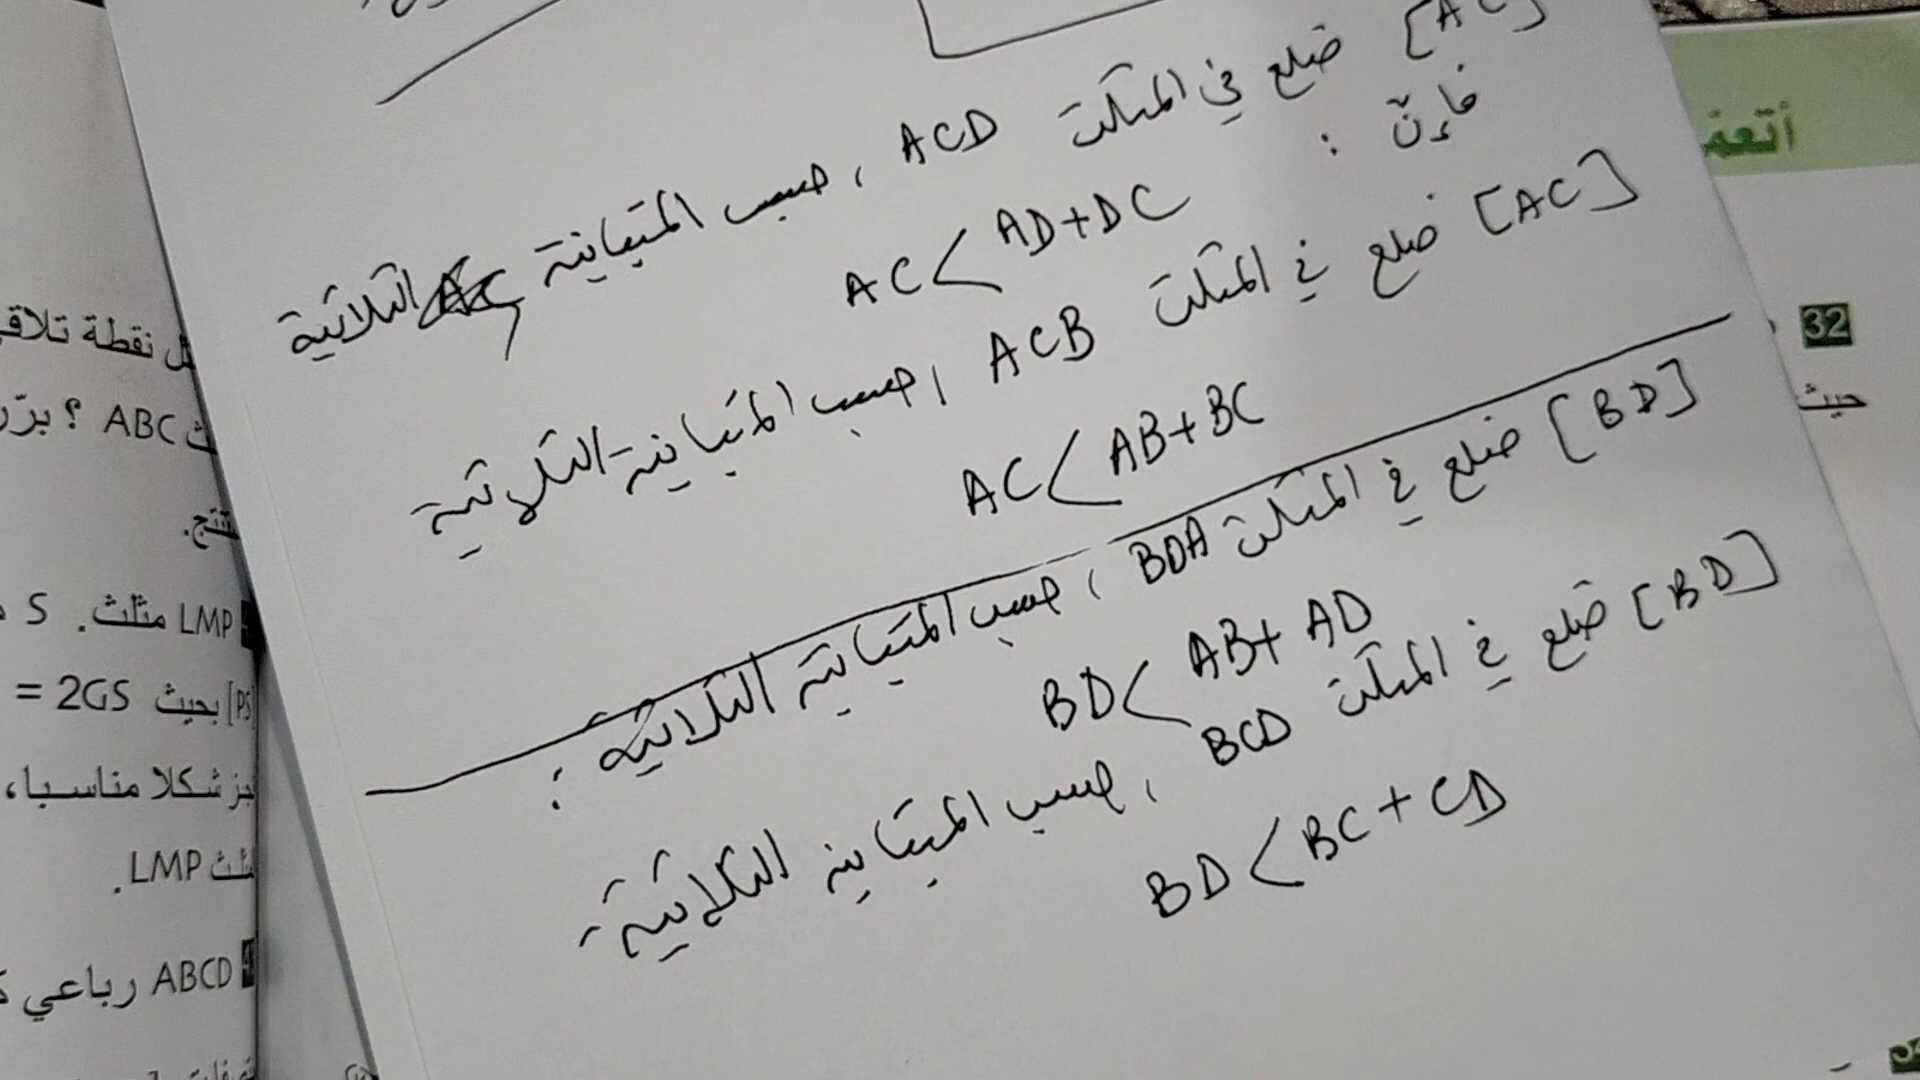 [AC] ضلع في المثلث ACD ، حسب المتباينة الثلاثية
فإنّ :
AC < AD+DC
[AC] ضلع في المثلث ACB ، حسب المتباينة الثلاثية
AC < AB+BC
[BD] ضلع في المثلث BDA ، حسب المتباينة الثلاثية :
BD < AB+ AD
[BD] ضلع في المثلث BCD ، حسب المتباينة الثلاثية
BD < BC + CD
32
حيث
ل نقطة تلاقي
ABC ؟ برّر
LMP مثلث. S
[PS] بحيث 2GS =
شكلا مناسبا،
LMP.
ABCD رباعي